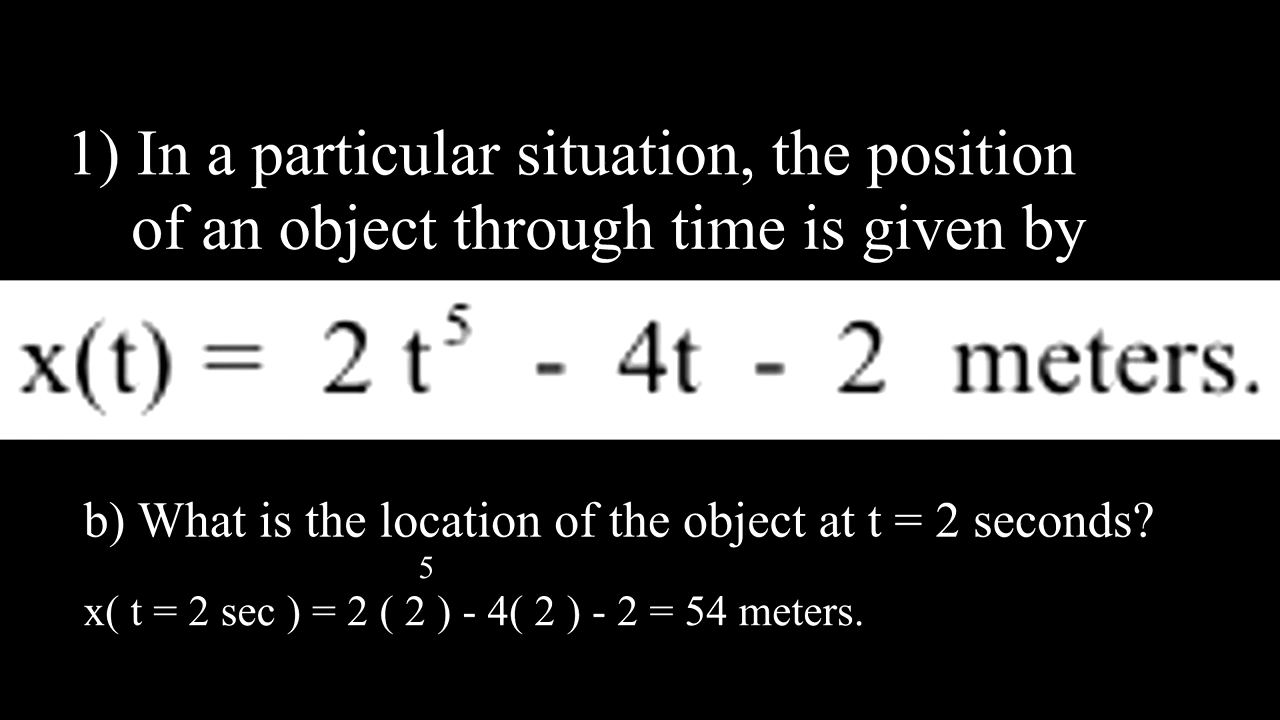 1) In a particular situation, the position
of an object through time is given by
x(t) = 2 t⁵ - 4t - 2 meters.
b) What is the location of the object at t = 2 seconds?
5
x( t = 2 sec ) = 2 ( 2 ) - 4( 2 ) - 2 = 54 meters.